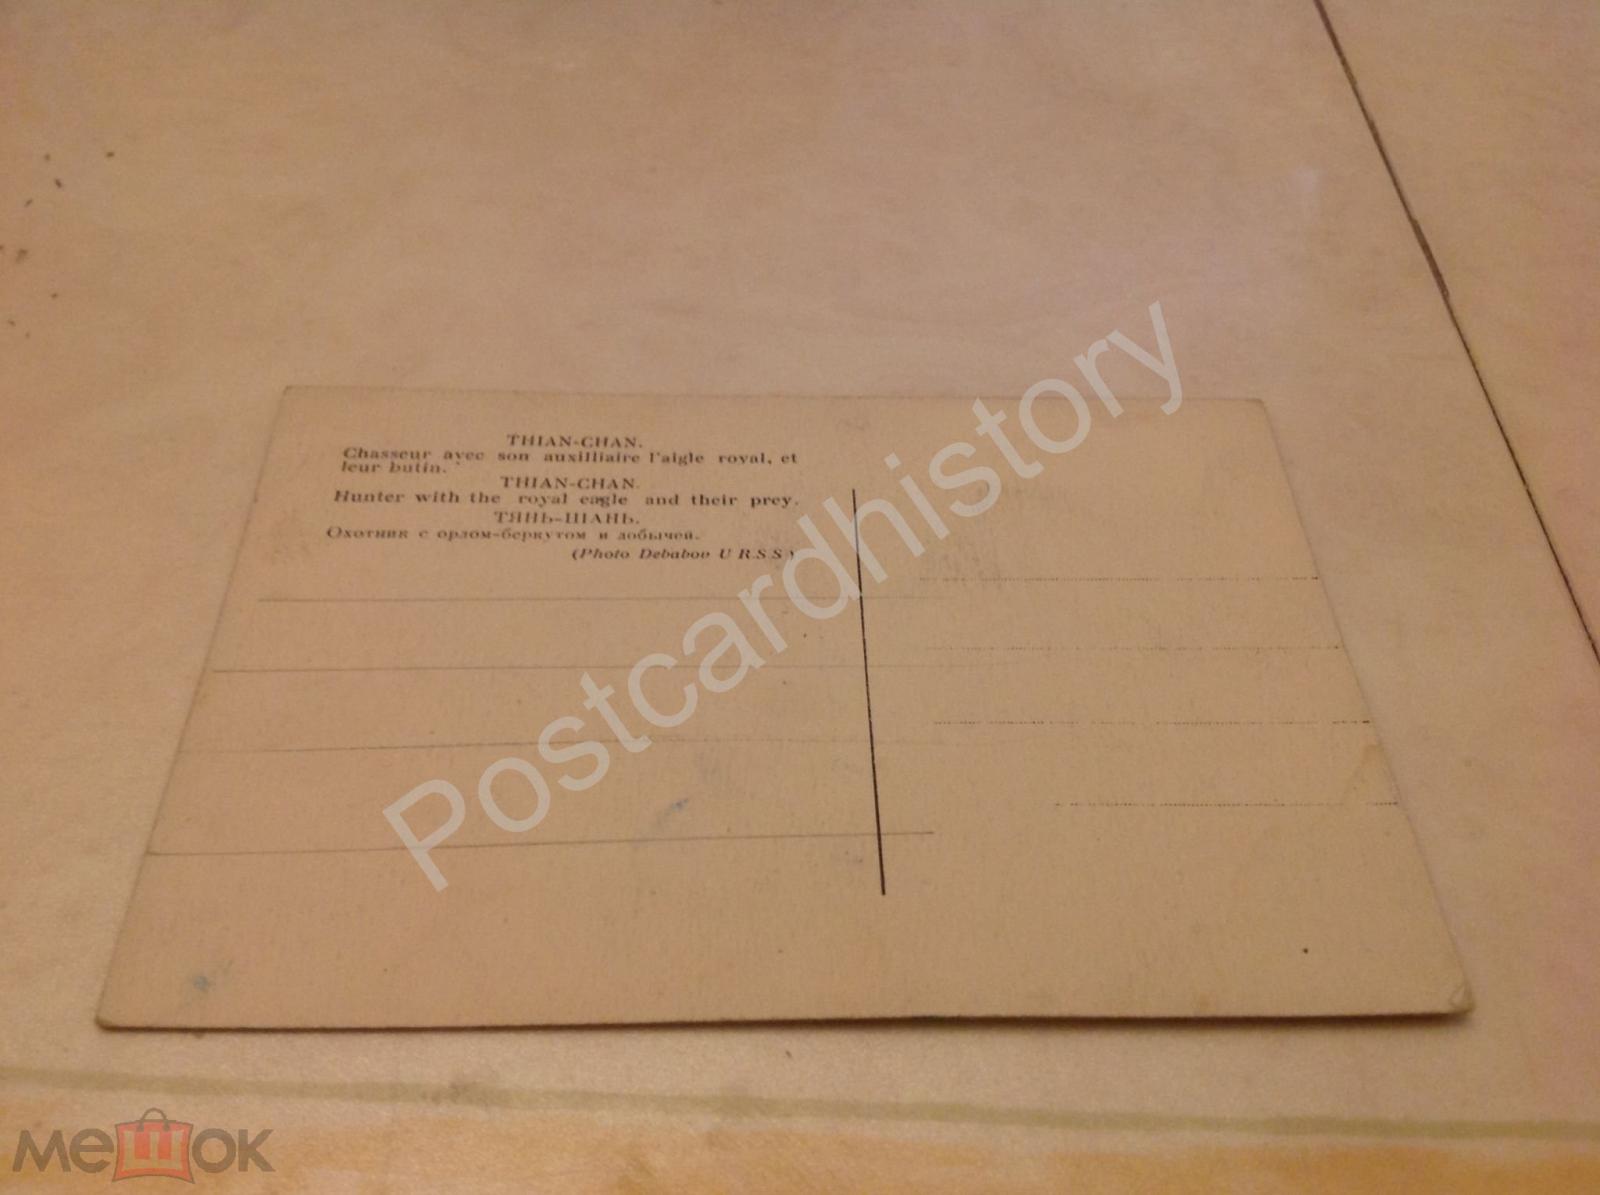 THIAN-CHAN.
Chasseur avec son auxilliaire l'aigle royal, et
leur butin.
THIAN-CHAN.
Hunter with the royal eagle and their prey.
ТЯНЬ-ШАНЬ.
Охотник с орлом-беркутом и добычей.
(Photo Debabov U R.S.S)
Postcardhistory
мешок